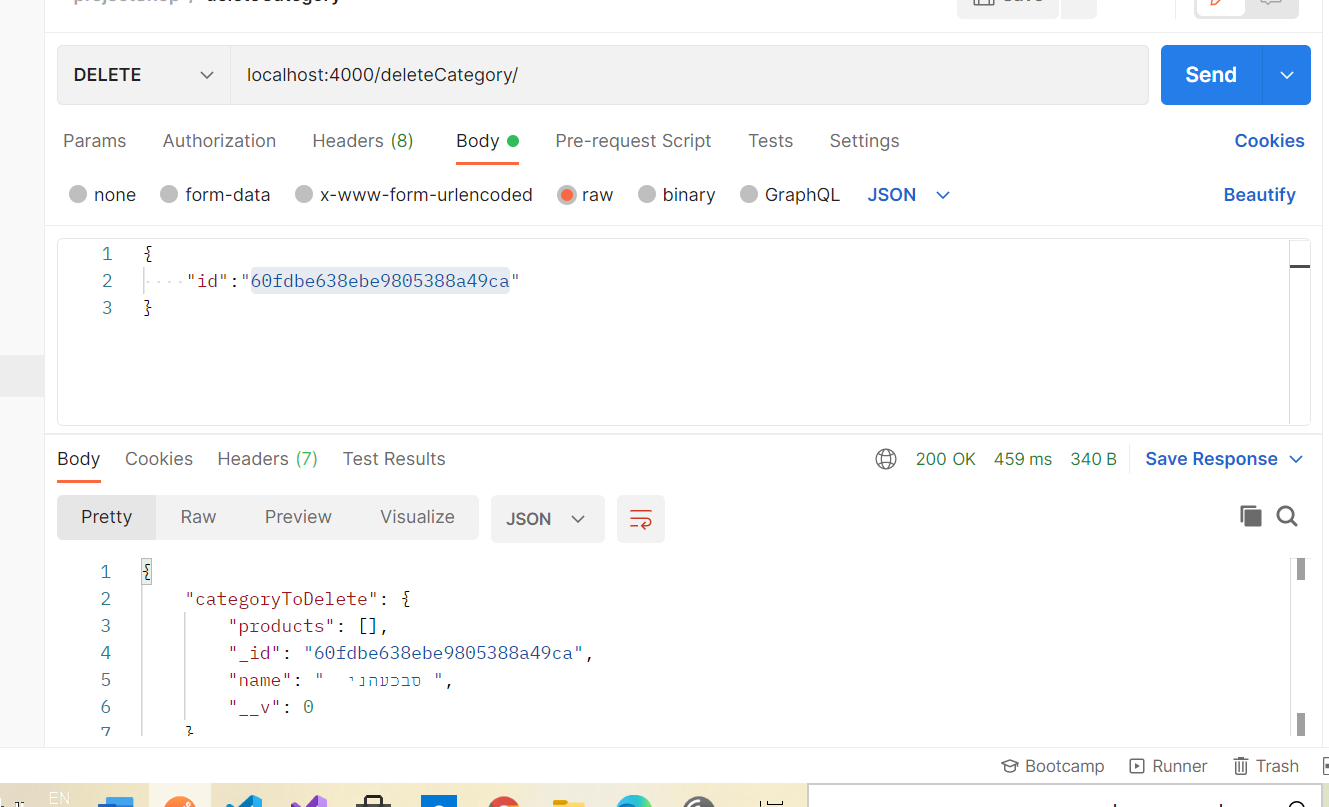 DELETE
localhost:4000/deleteCategory/
Send
Params Authorization Headers (8) Body Pre-request Script Tests Settings Cookies
none form-data x-www-form-urlencoded raw binary GraphQL JSON Beautify
1 {
2 "id":"60fdbe638ebe9805388a49ca"
3 }
Body Cookies Headers (7) Test Results 200 OK 459 ms 340 B Save Response
Pretty Raw Preview Visualize JSON
1 {
2 "categoryToDelete": {
3 "products": [],
4 "_id": "60fdbe638ebe9805388a49ca",
5 "name": "  סבכעהני ",
6 "__v": 0
7 }
Bootcamp Runner Trash
EN